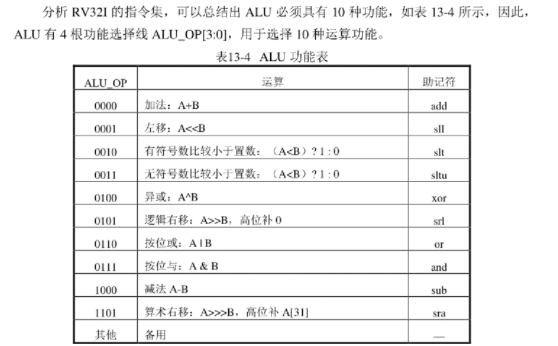 分析 RV32I 的指令集，可以总结出 ALU 必须具有 10 种功能，如表 13-4 所示，因此，
ALU 有 4 根功能选择线 ALU_OP[3:0]，用于选择 10 种运算功能。
表13-4 ALU 功能表
ALU_OP 运算 助记符
0000 加法：A+B add
0001 左移：A<<B sll
0010 有符号数比较小于置数：（A<B）? 1 : 0 slt
0011 无符号数比较小于置数：（A<B）? 1 : 0 sltu
0100 异或：A^B xor
0101 逻辑右移：A>>B，高位补 0 srl
0110 按位或：A | B or
0111 按位与：A & B and
1000 减法 A-B sub
1101 算术右移：A>>>B，高位补 A[31] sra
其他 备用 —